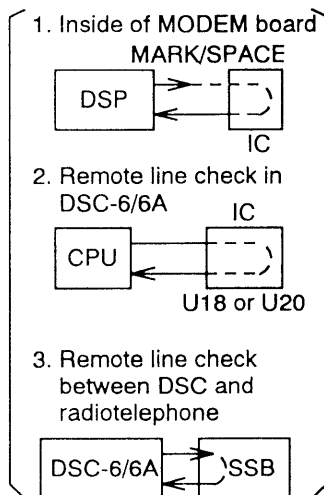 1. Inside of MODEM board
MARK/SPACE
DSP
IC
2. Remote line check in
DSC-6/6A
IC
CPU
U18 or U20
3. Remote line check
between DSC and
radiotelephone
DSC-6/6A
SSB